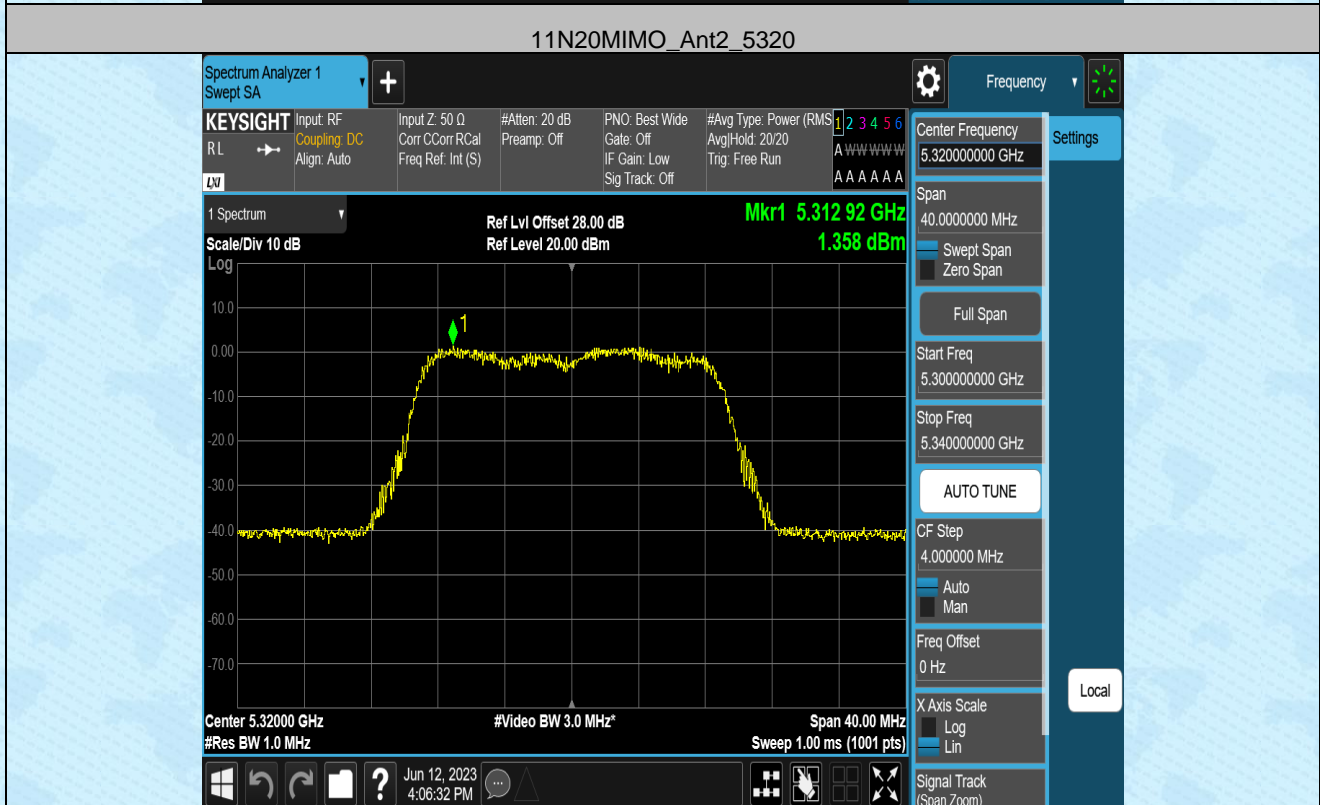 11N20MIMO_Ant2_5320
Spectrum Analyzer 1
Swept SA
Frequency
KEYSIGHT
R L
LXI
Input: RF
Coupling: DC
Align: Auto
Input Z: 50 Ω
Corr CCorr RCal
Freq Ref: Int (S)
#Atten: 20 dB
Preamp: Off
PNO: Best Wide
Gate: Off
IF Gain: Low
Sig Track: Off
#Avg Type: Power (RMS
Avg|Hold: 20/20
Trig: Free Run
1 2 3 4 5 6
A W W W W W
A A A A A A
1 Spectrum
Scale/Div 10 dB
Log
Ref Lvl Offset 28.00 dB
Ref Level 20.00 dBm
Mkr1 5.312 92 GHz
1.358 dBm
1
10.0
0.00
-10.0
-20.0
-30.0
-40.0
-50.0
-60.0
-70.0
Center 5.32000 GHz
#Res BW 1.0 MHz
#Video BW 3.0 MHz*
Span 40.00 MHz
Sweep 1.00 ms (1001 pts)
?
Jun 12, 2023
4:06:32 PM
Center Frequency
5.320000000 GHz
Settings
Span
40.0000000 MHz
Swept Span
Zero Span
Full Span
Start Freq
5.300000000 GHz
Stop Freq
5.340000000 GHz
AUTO TUNE
CF Step
4.000000 MHz
Auto
Man
Freq Offset
0 Hz
X Axis Scale
Log
Lin
Local
Signal Track
(Span Zoom)